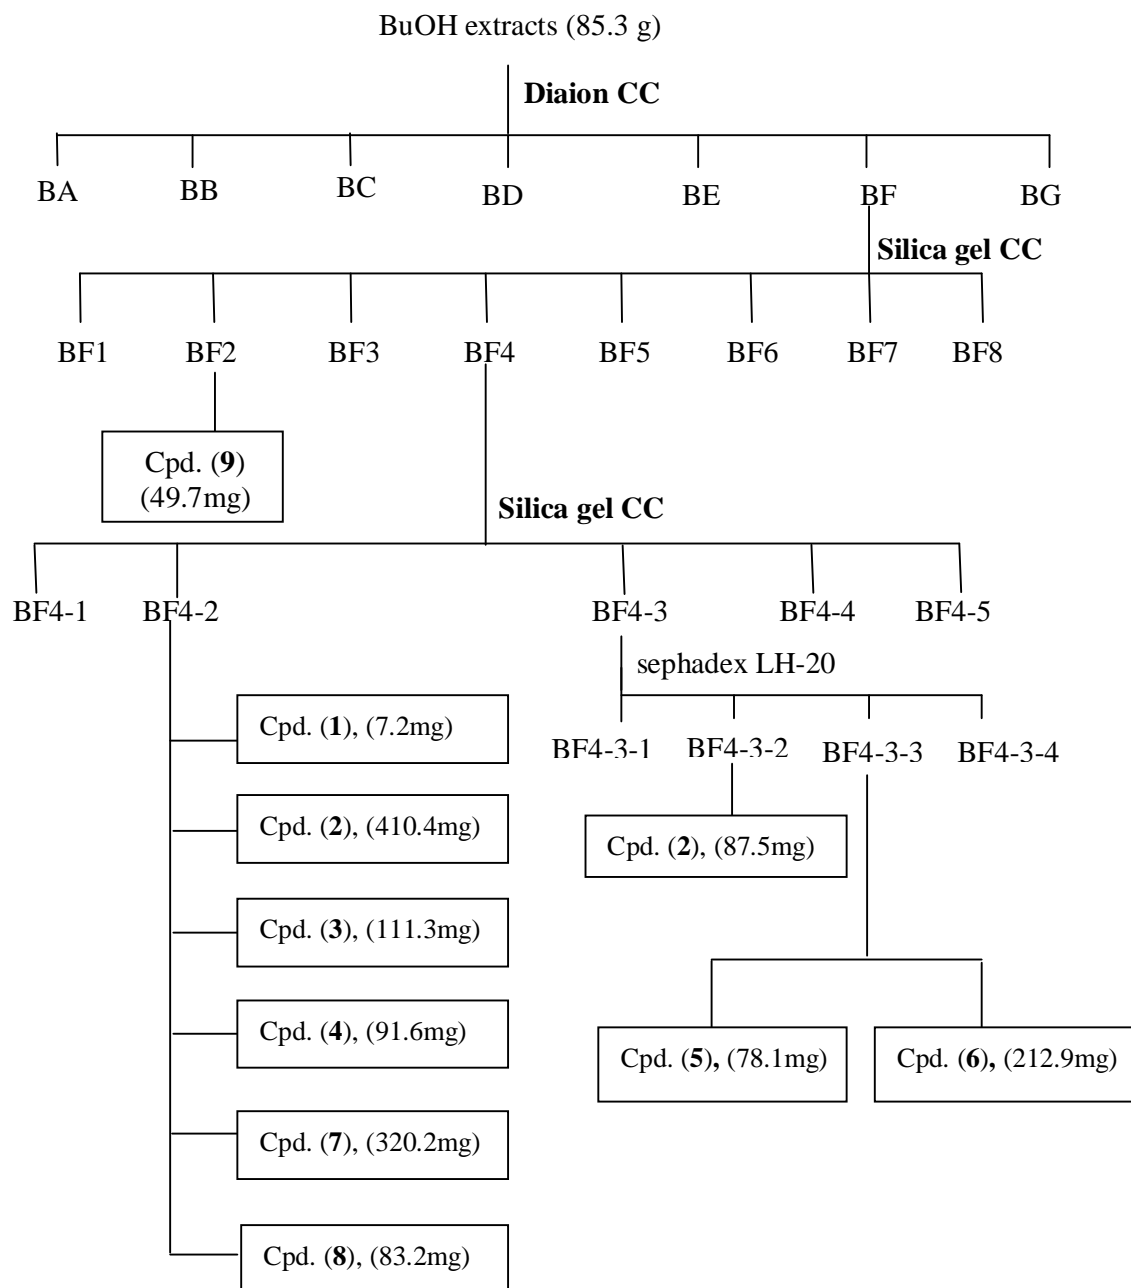 BuOH extracts (85.3 g)
Diaion CC
BA BB BC BD BE BF BG
Silica gel CC
BF1 BF2 BF3 BF4 BF5 BF6 BF7 BF8
Cpd. (9)
(49.7mg)
Silica gel CC
BF4-1 BF4-2 BF4-3 BF4-4 BF4-5
sephadex LH-20
BF4-3-1 BF4-3-2 BF4-3-3 BF4-3-4
Cpd. (1), (7.2mg)
Cpd. (2), (410.4mg)
Cpd. (3), (111.3mg)
Cpd. (4), (91.6mg)
Cpd. (7), (320.2mg)
Cpd. (8), (83.2mg)
Cpd. (2), (87.5mg)
Cpd. (5), (78.1mg)
Cpd. (6), (212.9mg)